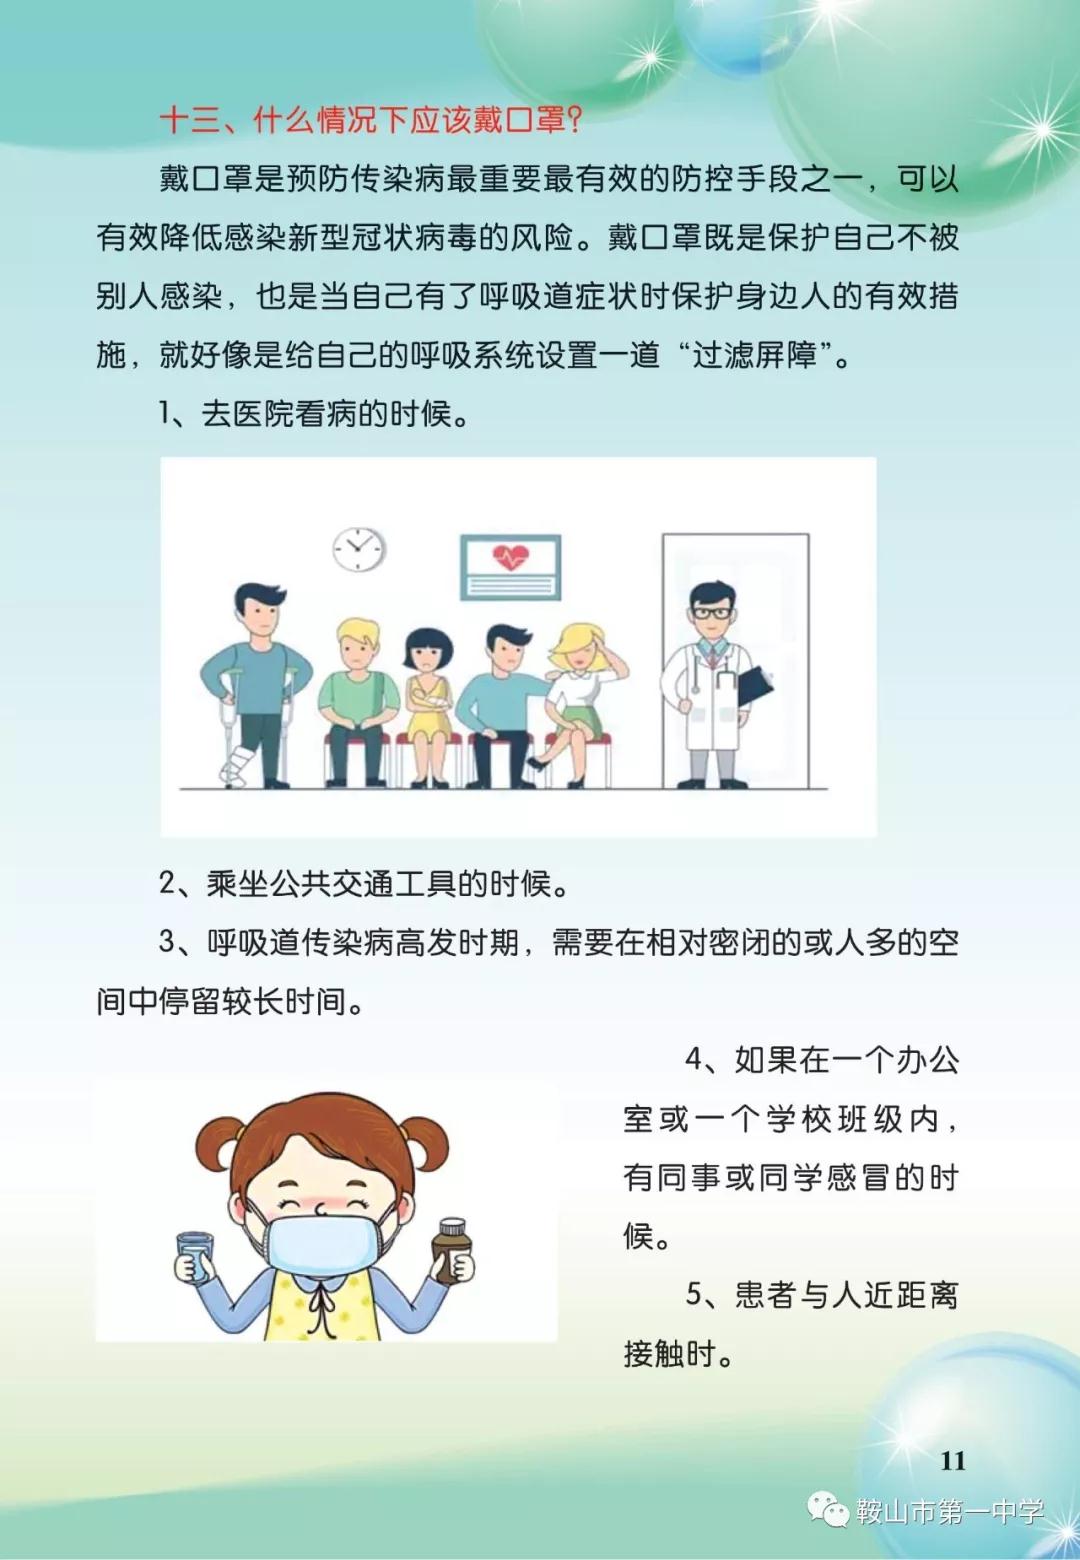 十三、什么情况下应该戴口罩?
戴口罩是预防传染病最重要最有效的防控手段之一，可以
有效降低感染新型冠状病毒的风险。戴口罩既是保护自己不被
别人感染，也是当自己有了呼吸道症状时保护身边人的有效措
施，就好像是给自己的呼吸系统设置一道“过滤屏障”。
1、去医院看病的时候。
2、乘坐公共交通工具的时候。
3、呼吸道传染病高发时期，需要在相对密闭的或人多的空
间中停留较长时间。
4、如果在一个办公
室或一个学校班级内，
有同事或同学感冒的时
候。
5、患者与人近距离
接触时。
11
鞍山市第一中学